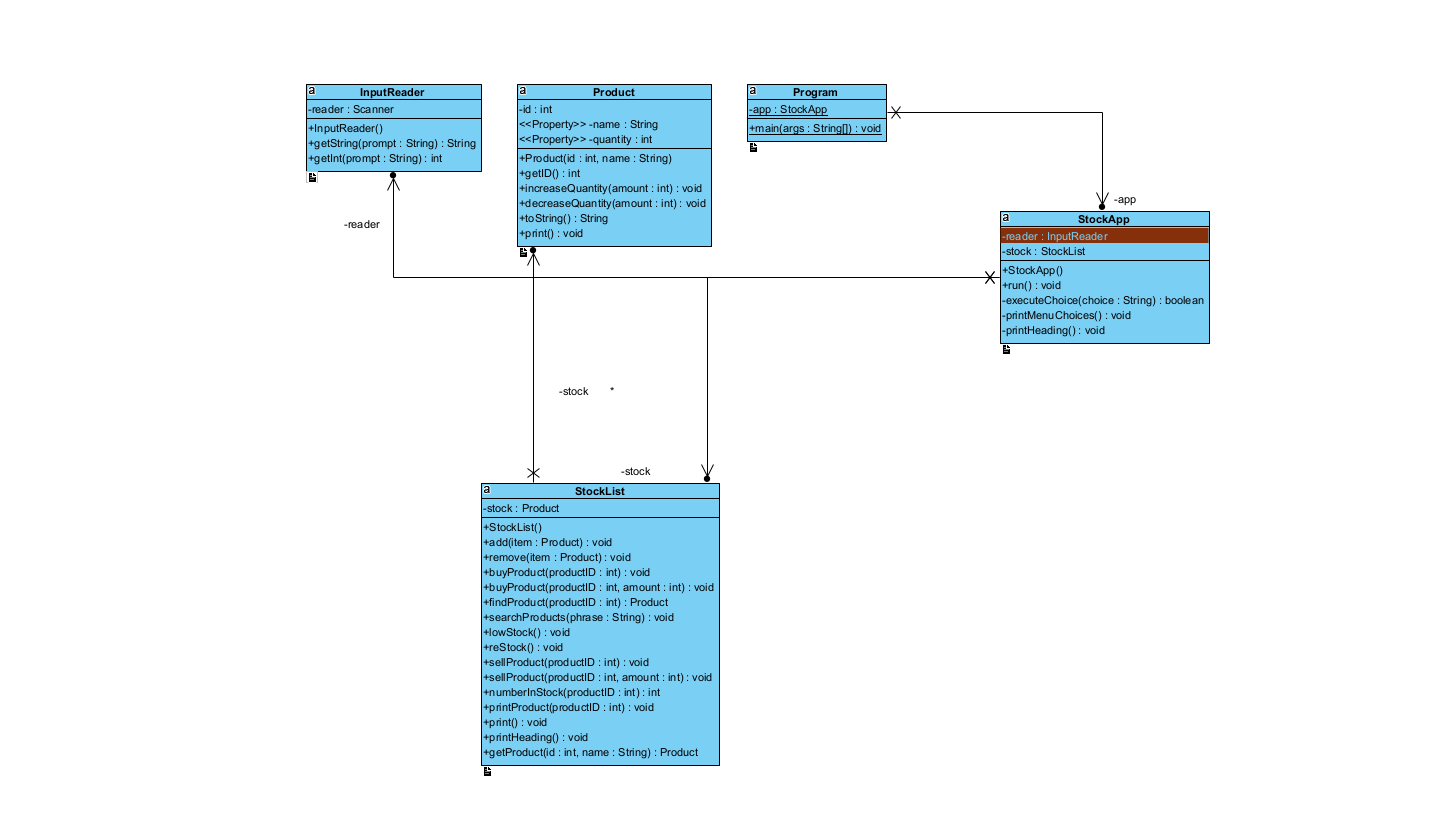 a
InputReader
-reader : Scanner
+InputReader()
+getString(prompt : String) : String
+getInt(prompt : String) : int
a
Product
-id : int
<<Property>> -name : String
<<Property>> -quantity : int
+Product(id : int, name : String)
+getID() : int
+increaseQuantity(amount : int) : void
+decreaseQuantity(amount : int) : void
+toString() : String
+print() : void
a
Program
-app : StockApp
+main(args : String[]) : void
-app
-reader
a
StockApp
-reader : InputReader
-stock : StockList
+StockApp()
+run() : void
-executeChoice(choice : String) : boolean
-printMenuChoices() : void
-printHeading() : void
-stock *
-stock
a
StockList
-stock : Product
+StockList()
+add(item : Product) : void
+remove(item : Product) : void
+buyProduct(productID : int) : void
+buyProduct(productID : int, amount : int) : void
+findProduct(productID : int) : Product
+searchProducts(phrase : String) : void
+lowStock() : void
+reStock() : void
+sellProduct(productID : int) : void
+sellProduct(productID : int, amount : int) : void
+numberInStock(productID : int) : int
+printProduct(productID : int) : void
+print() : void
+printHeading() : void
+getProduct(id : int, name : String) : Product